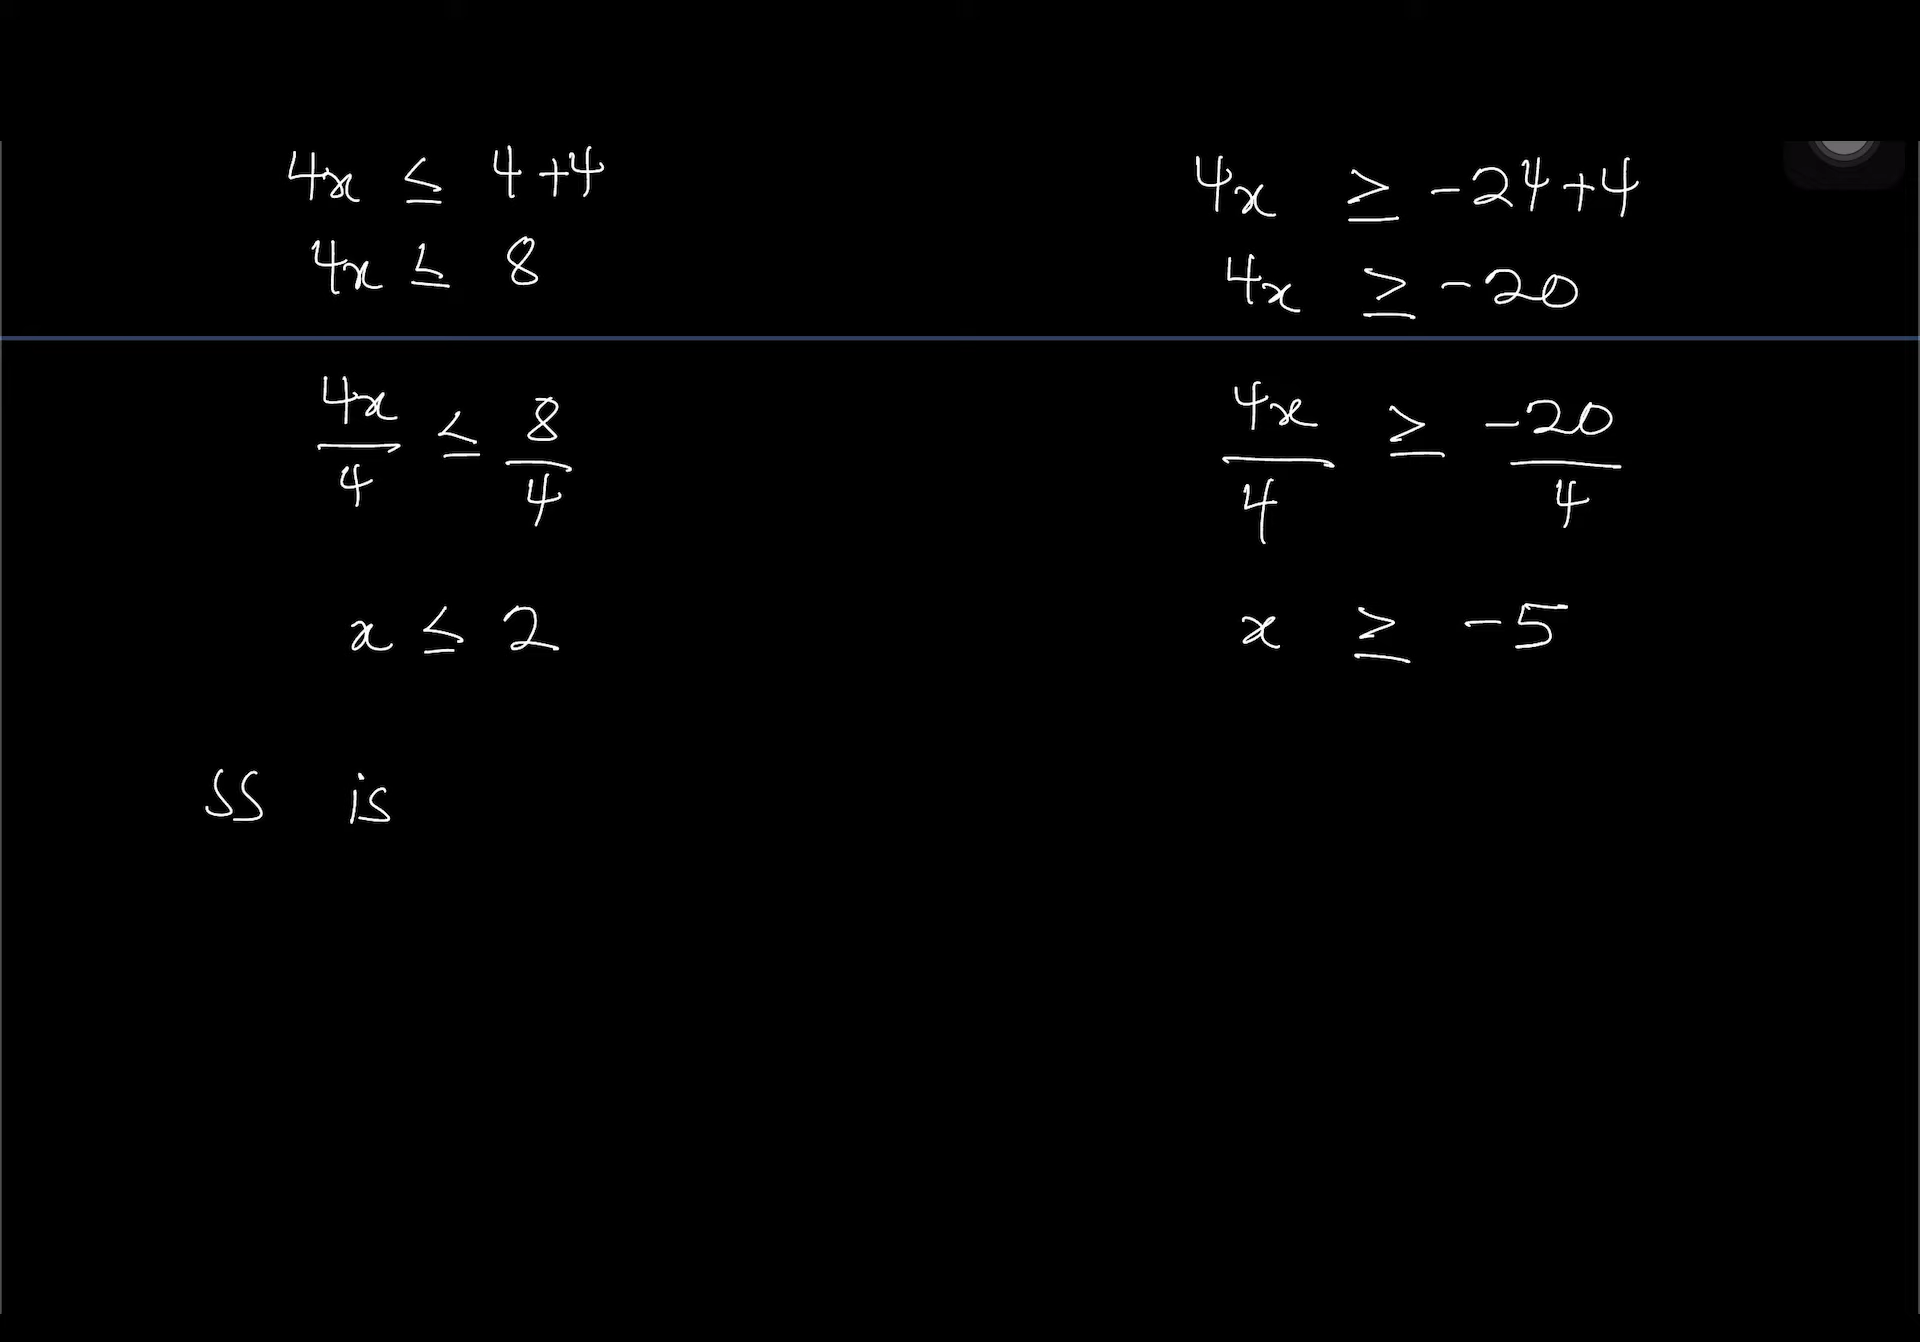 4x ≤ 4+4
4x ≤ 8
4x/4 ≤ 8/4
x ≤ 2
SS is
4x ≥ -24+4
4x ≥ -20
4x/4 ≥ -20/4
x ≥ -5